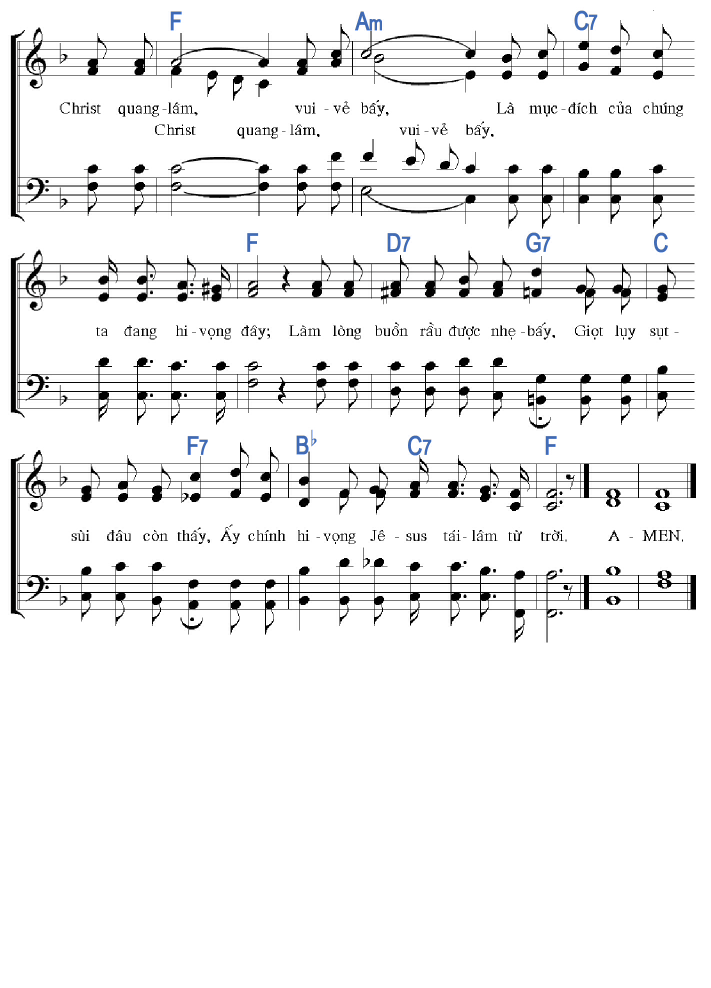 F Am C7
Christ quang-lâm, vui-vẻ bấy, Là mục-đích của chúng
Christ quang-lâm, vui-vẻ bấy,
F D7 G7 C
ta đang hi-vọng đây; Làm lòng buồn rầu được nhẹ-bấy, Giọt lụy sụt-
F7 B♭ C7 F
sùi đâu còn thấy, Ấy chính hi-vọng Jê-sus tái-lâm từ trời. A-MEN.